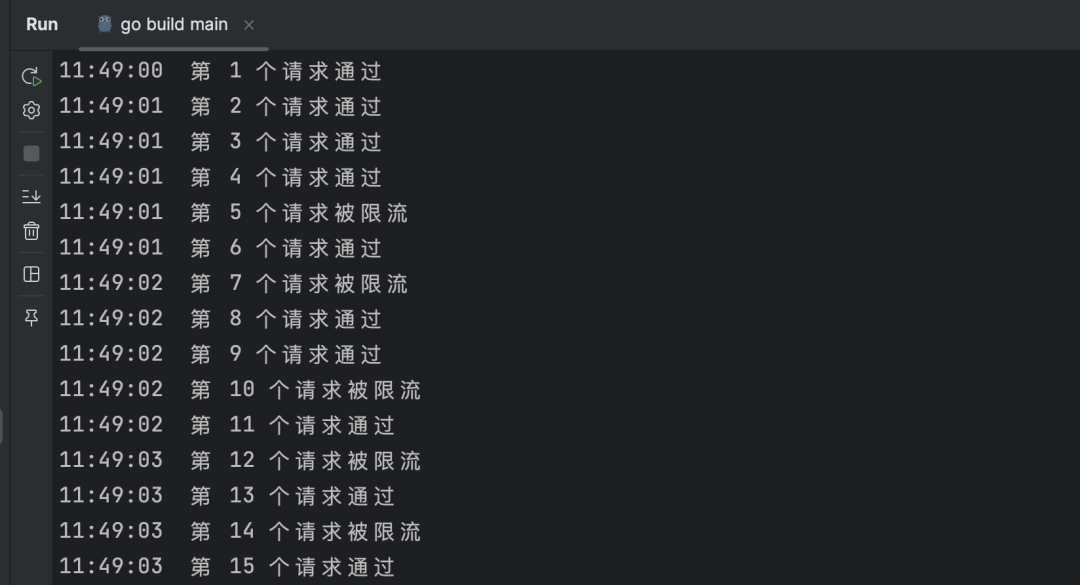 Run go build main
11:49:00 第 1 个请求通过
11:49:01 第 2 个请求通过
11:49:01 第 3 个请求通过
11:49:01 第 4 个请求通过
11:49:01 第 5 个请求被限流
11:49:01 第 6 个请求通过
11:49:02 第 7 个请求被限流
11:49:02 第 8 个请求通过
11:49:02 第 9 个请求通过
11:49:02 第 10 个请求被限流
11:49:02 第 11 个请求通过
11:49:03 第 12 个请求被限流
11:49:03 第 13 个请求通过
11:49:03 第 14 个请求被限流
11:49:03 第 15 个请求通过